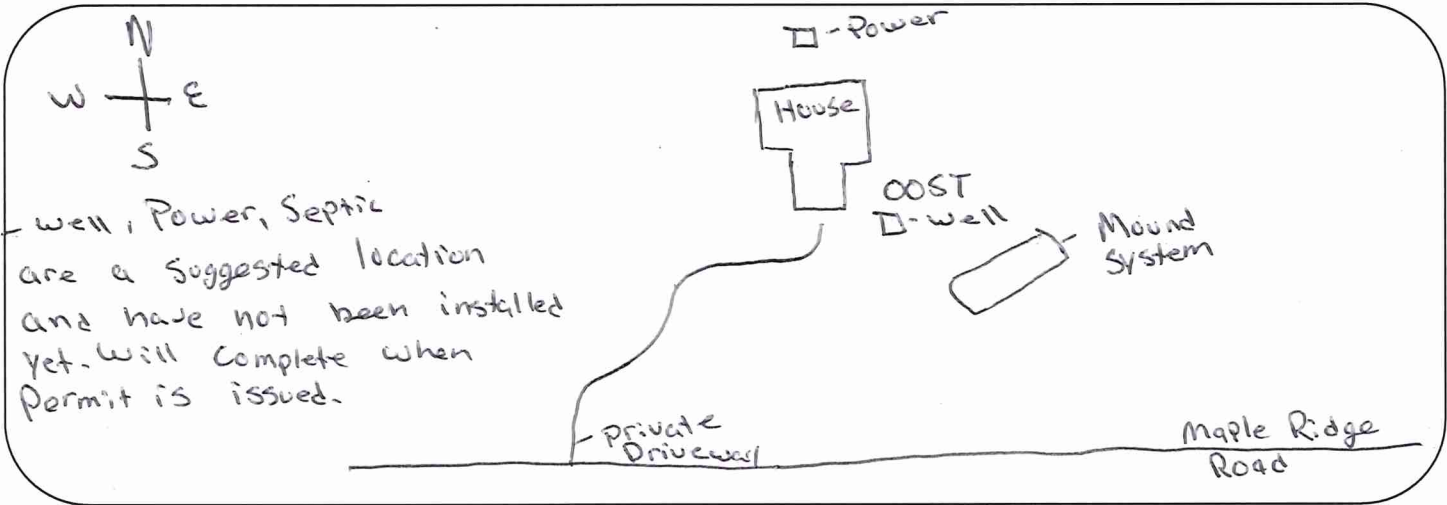 N
W E
S
- Power
House
OOST
- well
Mound
System
- well, Power, Septic
are a suggested location
and have not been installed
yet. Will complete when
permit is issued.
- private
Driveway
Maple Ridge
Road